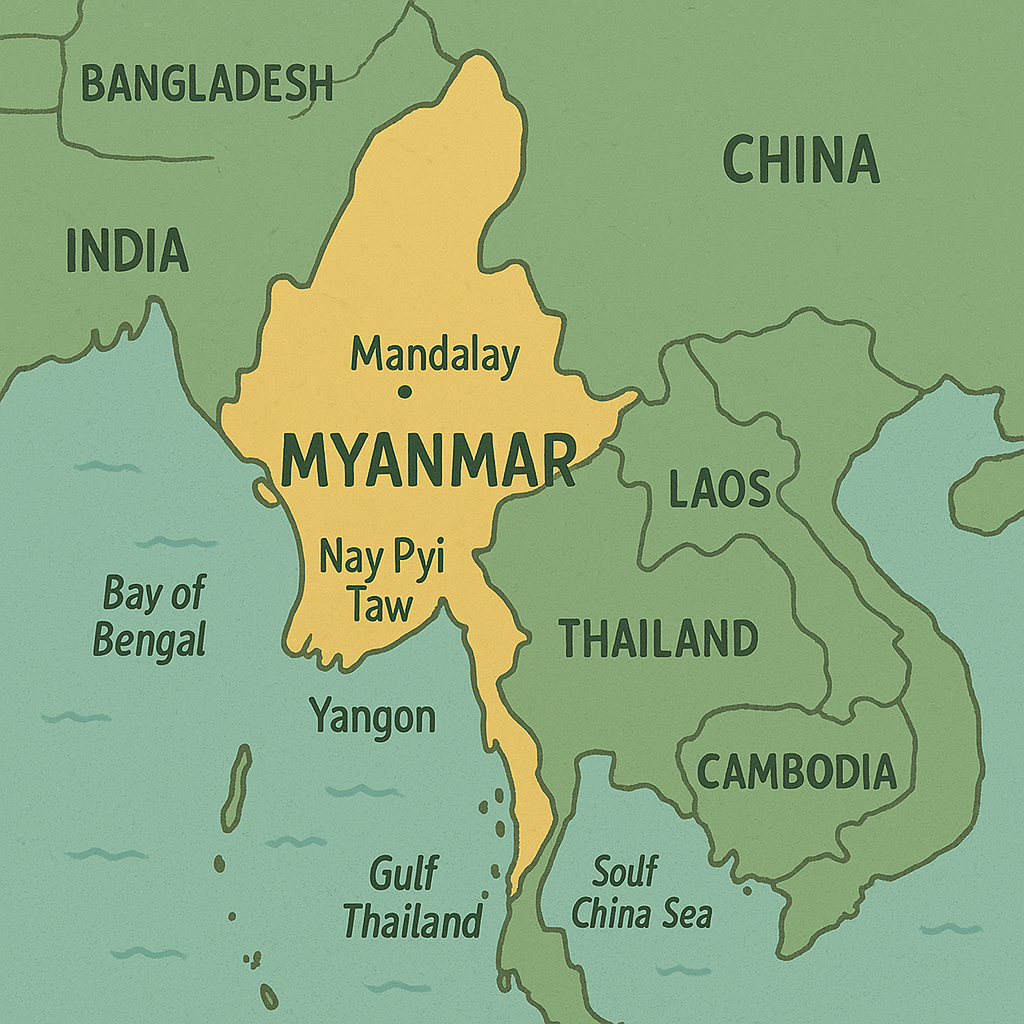 BANGLADESH
CHINA
INDIA
Mandalay
MYANMAR
LAOS
Nay Pyi
Taw
Bay of
Bengal
THAILAND
Yangon
CAMBODIA
Gulf
Thailand
Soulf
China Sea